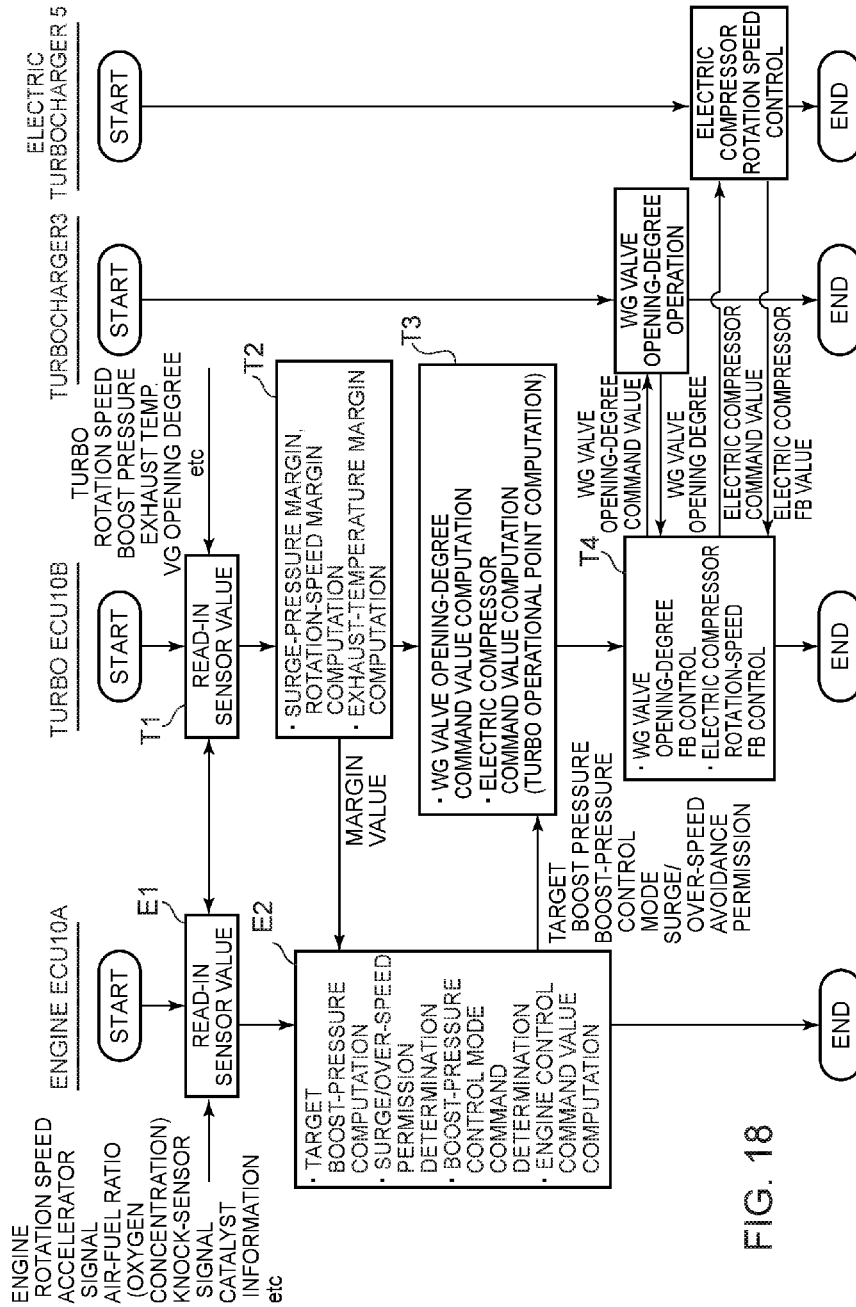 ENGINE
ROTATION SPEED
ACCELERATOR
SIGNAL
AIR-FUEL RATIO
(OXYGEN
CONCENTRATION)
KNOCK-SENSOR
SIGNAL
CATALYST
INFORMATION
etc
ENGINE ECU10A
START
E1
READ-IN
SENSOR VALUE
E2
· TARGET
BOOST-PRESSURE
COMPUTATION
· SURGE/OVER-SPEED
PERMISSION
DETERMINATION
· BOOST-PRESSURE
CONTROL MODE
COMMAND
DETERMINATION
· ENGINE CONTROL
COMMAND VALUE
COMPUTATION
END
MARGIN
VALUE
TARGET
BOOST PRESSURE
BOOST-PRESSURE
CONTROL
MODE
SURGE/
OVER-SPEED
AVOIDANCE
PERMISSION
TURBO ECU10B
START
T1
READ-IN
SENSOR VALUE
TURBO
ROTATION SPEED
BOOST PRESSURE
EXHAUST TEMP.
VG OPENING DEGREE
etc
T2
· SURGE-PRESSURE MARGIN,
ROTATION-SPEED MARGIN
COMPUTATION
· EXHAUST-TEMPERATURE MARGIN
COMPUTATION
T3
· WG VALVE OPENING-DEGREE
COMMAND VALUE COMPUTATION
· ELECTRIC COMPRESSOR
COMMAND VALUE COMPUTATION
(TURBO OPERATIONAL POINT COMPUTATION)
T4
· WG VALVE
OPENING-DEGREE
FB CONTROL
· ELECTRIC COMPRESSOR
ROTATION-SPEED
FB CONTROL
END
WG VALVE
OPENING-DEGREE
COMMAND VALUE
WG VALVE
OPENING DEGREE
ELECTRIC COMPRESSOR
COMMAND VALUE
ELECTRIC COMPRESSOR
FB VALUE
TURBOCHARGER3
START
WG VALVE
OPENING-DEGREE
OPERATION
END
ELECTRIC
TURBOCHARGER 5
START
ELECTRIC
COMPRESSOR
ROTATION SPEED
CONTROL
END
FIG. 18